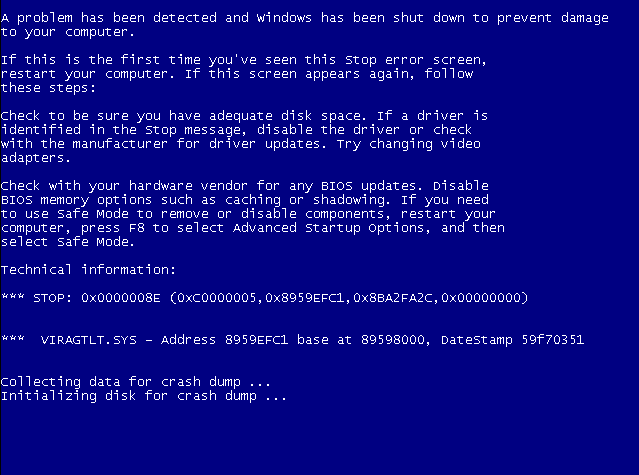 A problem has been detected and Windows has been shut down to prevent damage
to your computer.
If this is the first time you've seen this Stop error screen,
restart your computer. If this screen appears again, follow
these steps:
Check to be sure you have adequate disk space. If a driver is
identified in the Stop message, disable the driver or check
with the manufacturer for driver updates. Try changing video
adapters.
Check with your hardware vendor for any BIOS updates. Disable
BIOS memory options such as caching or shadowing. If you need
to use Safe Mode to remove or disable components, restart your
computer, press F8 to select Advanced Startup Options, and then
select Safe Mode.
Technical information:
*** STOP: 0x0000008E (0xC0000005,0x8959EFC1,0x8BA2FA2C,0x00000000)
***  VIRAGTLT.SYS - Address 8959EFC1 base at 89598000, DateStamp 59f70351
Collecting data for crash dump ...
Initializing disk for crash dump ...